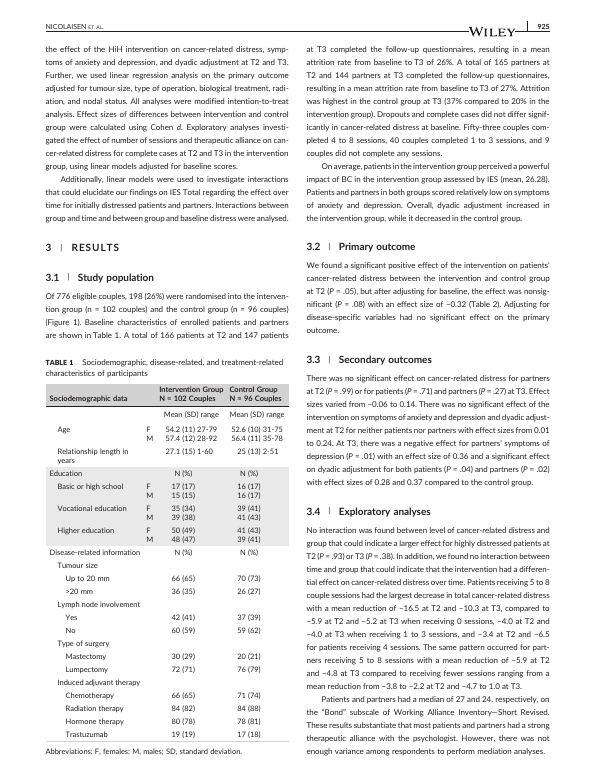 NICOLAISEN ET AL.
WILEY
925
the effect of the HiH intervention on cancer-related distress, symp-
toms of anxiety and depression, and dyadic adjustment at T2 and T3.
Further, we used linear regression analysis on the primary outcome
adjusted for tumour size, type of operation, biological treatment, radi-
ation, and nodal status. All analyses were modified intention-to-treat
analysis. Effect sizes of differences between intervention and control
group were calculated using Cohen d. Exploratory analyses investi-
gated the effect of number of sessions and therapeutic alliance on can-
cer-related distress for complete cases at T2 and T3 in the intervention
group, using linear models adjusted for baseline scores.
Additionally, linear models were used to investigate interactions
that could elucidate our findings on IES Total regarding the effect over
time for initially distressed patients and partners. Interactions between
group and time and between group and baseline distress were analysed.
3 | RESULTS
3.1 | Study population
Of 776 eligible couples, 198 (26%) were randomised into the interven-
tion group (n = 102 couples) and the control group (n = 96 couples)
(Figure 1). Baseline characteristics of enrolled patients and partners
are shown in Table 1. A total of 166 patients at T2 and 147 patients
TABLE 1 Sociodemographic, disease-related, and treatment-related
characteristics of participants
Sociodemographic data Intervention Group N = 102 Couples Control Group N = 96 Couples
Mean (SD) range Mean (SD) range
Age F 54.2 (11) 27-79 52.6 (10) 31-75
M 57.4 (12) 28-92 56.4 (11) 35-78
Relationship length in years 27.1 (15) 1-60 25 (13) 2-51
Education N (%) N (%)
Basic or high school F 17 (17) 16 (17)
M 15 (15) 16 (17)
Vocational education F 35 (34) 39 (41)
M 39 (38) 41 (43)
Higher education F 50 (49) 41 (43)
M 48 (47) 39 (41)
Disease-related information N (%) N (%)
Tumour size
Up to 20 mm 66 (65) 70 (73)
>20 mm 36 (35) 26 (27)
Lymph node involvement
Yes 42 (41) 37 (39)
No 60 (59) 59 (62)
Type of surgery
Mastectomy 30 (29) 20 (21)
Lumpectomy 72 (71) 76 (79)
Induced adjuvant therapy
Chemotherapy 66 (65) 71 (74)
Radiation therapy 84 (82) 84 (88)
Hormone therapy 80 (78) 78 (81)
Trastuzumab 19 (19) 17 (18)
Abbreviations: F, females; M, males; SD, standard deviation.
at T3 completed the follow-up questionnaires, resulting in a mean
attrition rate from baseline to T3 of 26%. A total of 165 partners at
T2 and 144 partners at T3 completed the follow-up questionnaires,
resulting in a mean attrition rate from baseline to T3 of 27%. Attrition
was highest in the control group at T3 (37% compared to 20% in the
intervention group). Dropouts and complete cases did not differ signif-
icantly in cancer-related distress at baseline. Fifty-three couples com-
pleted 4 to 8 sessions, 40 couples completed 1 to 3 sessions, and 9
couples did not complete any sessions.
On average, patients in the intervention group perceived a powerful
impact of BC in the intervention group assessed by IES (mean, 26.28).
Patients and partners in both groups scored relatively low on symptoms
of anxiety and depression. Overall, dyadic adjustment increased in
the intervention group, while it decreased in the control group.
3.2 | Primary outcome
We found a significant positive effect of the intervention on patients'
cancer-related distress between the intervention and control group
at T2 (P = .05), but after adjusting for baseline, the effect was nonsig-
nificant (P = .08) with an effect size of −0.32 (Table 2). Adjusting for
disease-specific variables had no significant effect on the primary
outcome.
3.3 | Secondary outcomes
There was no significant effect on cancer-related distress for partners
at T2 (P = .99) or for patients (P = .71) and partners (P = .27) at T3. Effect
sizes varied from −0.06 to 0.14. There was no significant effect of the
intervention on symptoms of anxiety and depression and dyadic adjust-
ment at T2 for neither patients nor partners with effect sizes from 0.01
to 0.24. At T3, there was a negative effect for partners' symptoms of
depression (P = .01) with an effect size of 0.36 and a significant effect
on dyadic adjustment for both patients (P = .04) and partners (P = .02)
with effect sizes of 0.28 and 0.37 compared to the control group.
3.4 | Exploratory analyses
No interaction was found between level of cancer-related distress and
group that could indicate a larger effect for highly distressed patients at
T2 (P = .93) or T3 (P = .38). In addition, we found no interaction between
time and group that could indicate that the intervention had a differen-
tial effect on cancer-related distress over time. Patients receiving 5 to 8
couple sessions had the largest decrease in total cancer-related distress
with a mean reduction of −16.5 at T2 and −10.3 at T3, compared to
−5.9 at T2 and −5.2 at T3 when receiving 0 sessions, −4.0 at T2 and
−4.0 at T3 when receiving 1 to 3 sessions, and −3.4 at T2 and −6.5
for patients receiving 4 sessions. The same pattern occurred for part-
ners receiving 5 to 8 sessions with a mean reduction of −5.9 at T2
and −4.8 at T3 compared to receiving fewer sessions ranging from a
mean reduction from −3.8 to −2.2 at T2 and −4.7 to 1.0 at T3.
Patients and partners had a median of 27 and 24, respectively, on
the "Bond" subscale of Working Alliance Inventory—Short Revised.
These results substantiate that most patients and partners had a strong
therapeutic alliance with the psychologist. However, there was not
enough variance among respondents to perform mediation analyses.